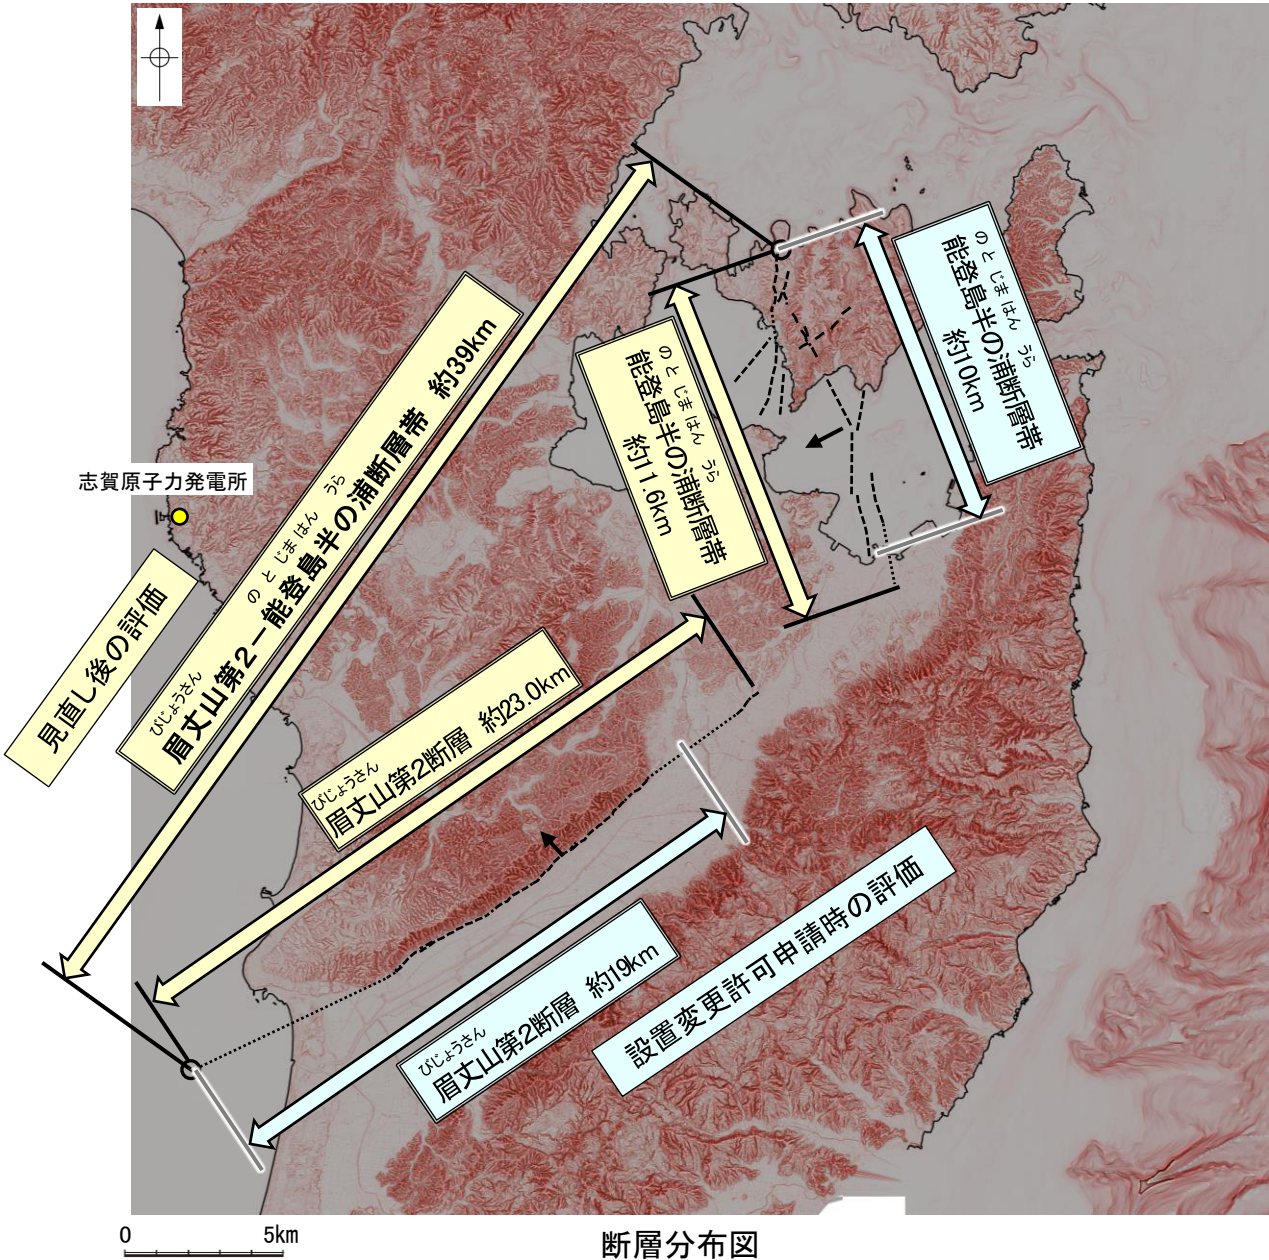 のとじまはんうら
能登島半の浦断層帯
約10km
のとじまはんうら
能登島半の浦断層帯
約11.6km
びじょうさん のとじまはんうら
眉丈山第2－能登島半の浦断層帯 約39km
志賀原子力発電所
見直し後の評価
びじょうさん
眉丈山第2断層 約23.0km
びじょうさん
眉丈山第2断層 約19km
設置変更許可申請時の評価
0 5km
断層分布図